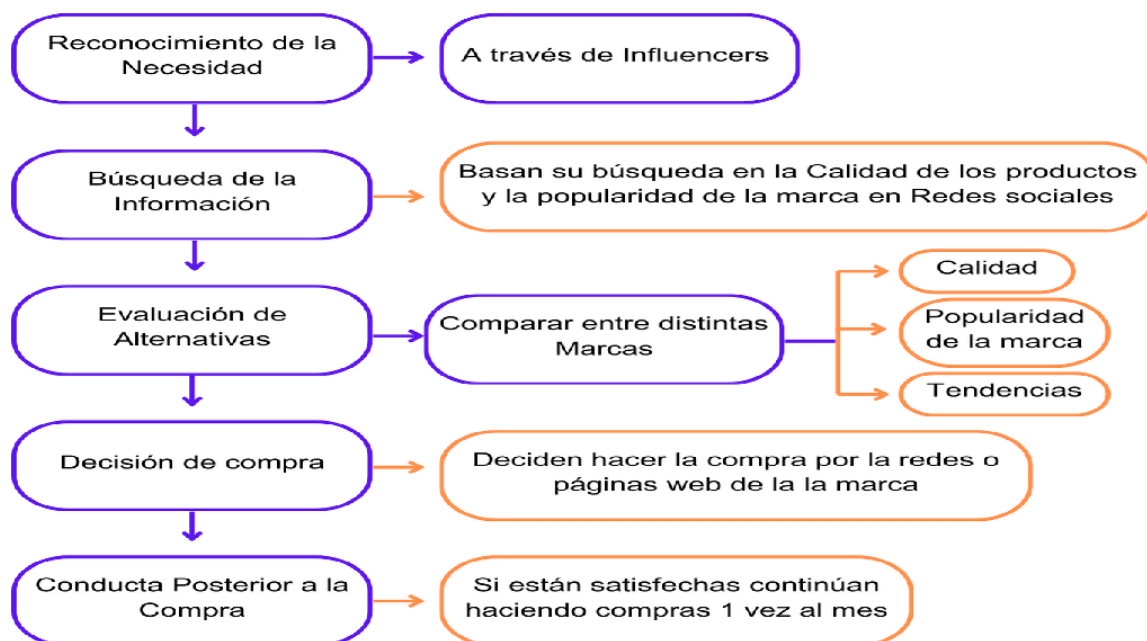 Reconocimiento de la
Necesidad
A través de Influencers
Búsqueda de la
Información
Basan su búsqueda en la Calidad de los productos
y la popularidad de la marca en Redes sociales
Evaluación de
Alternativas
Comparar entre distintas
Marcas
Calidad
Popularidad
de la marca
Tendencias
Decisión de compra
Deciden hacer la compra por la redes o
páginas web de la la marca
Conducta Posterior a la
Compra
Si están satisfechas continúan
haciendo compras 1 vez al mes